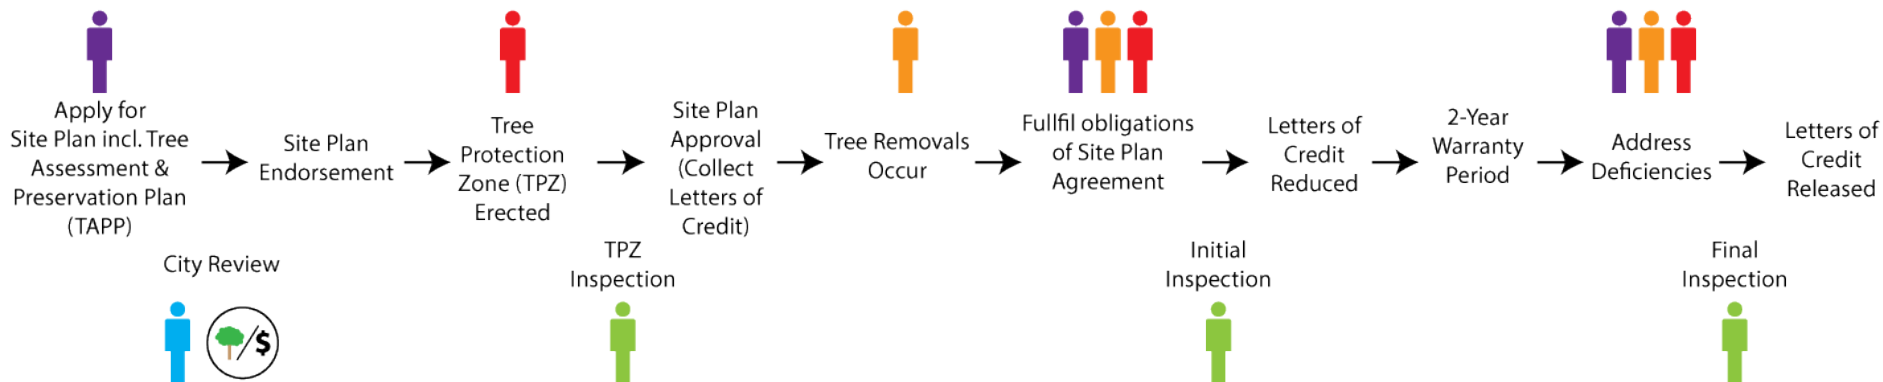 Apply for
Site Plan incl. Tree
Assessment &
Preservation Plan
(TAPP)
Site Plan
Endorsement
Tree
Protection
Zone (TPZ)
Erected
Site Plan
Approval
(Collect
Letters of
Credit)
Tree Removals
Occur
Fullfil obligations
of Site Plan
Agreement
Letters of
Credit
Reduced
2-Year
Warranty
Period
Address
Deficiencies
Letters of
Credit
Released
City Review
/$
TPZ
Inspection
Initial
Inspection
Final
Inspection